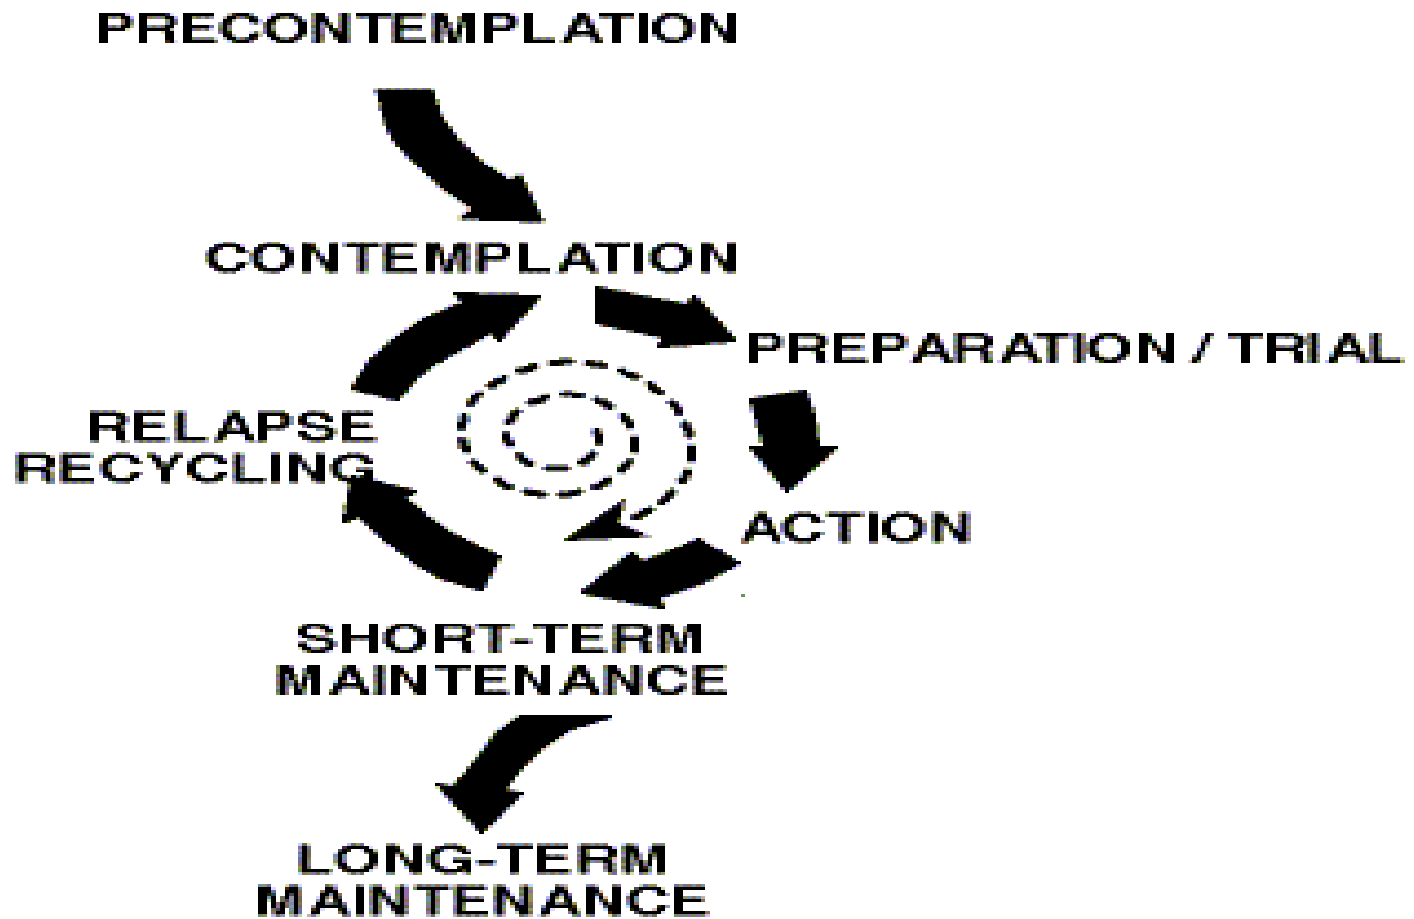 PRECONTEMPLATION
CONTEMPLATION
PREPARATION / TRIAL
RELAPSE
RECYCLING
ACTION
SHORT-TERM
MAINTENANCE
LONG-TERM
MAINTENANCE